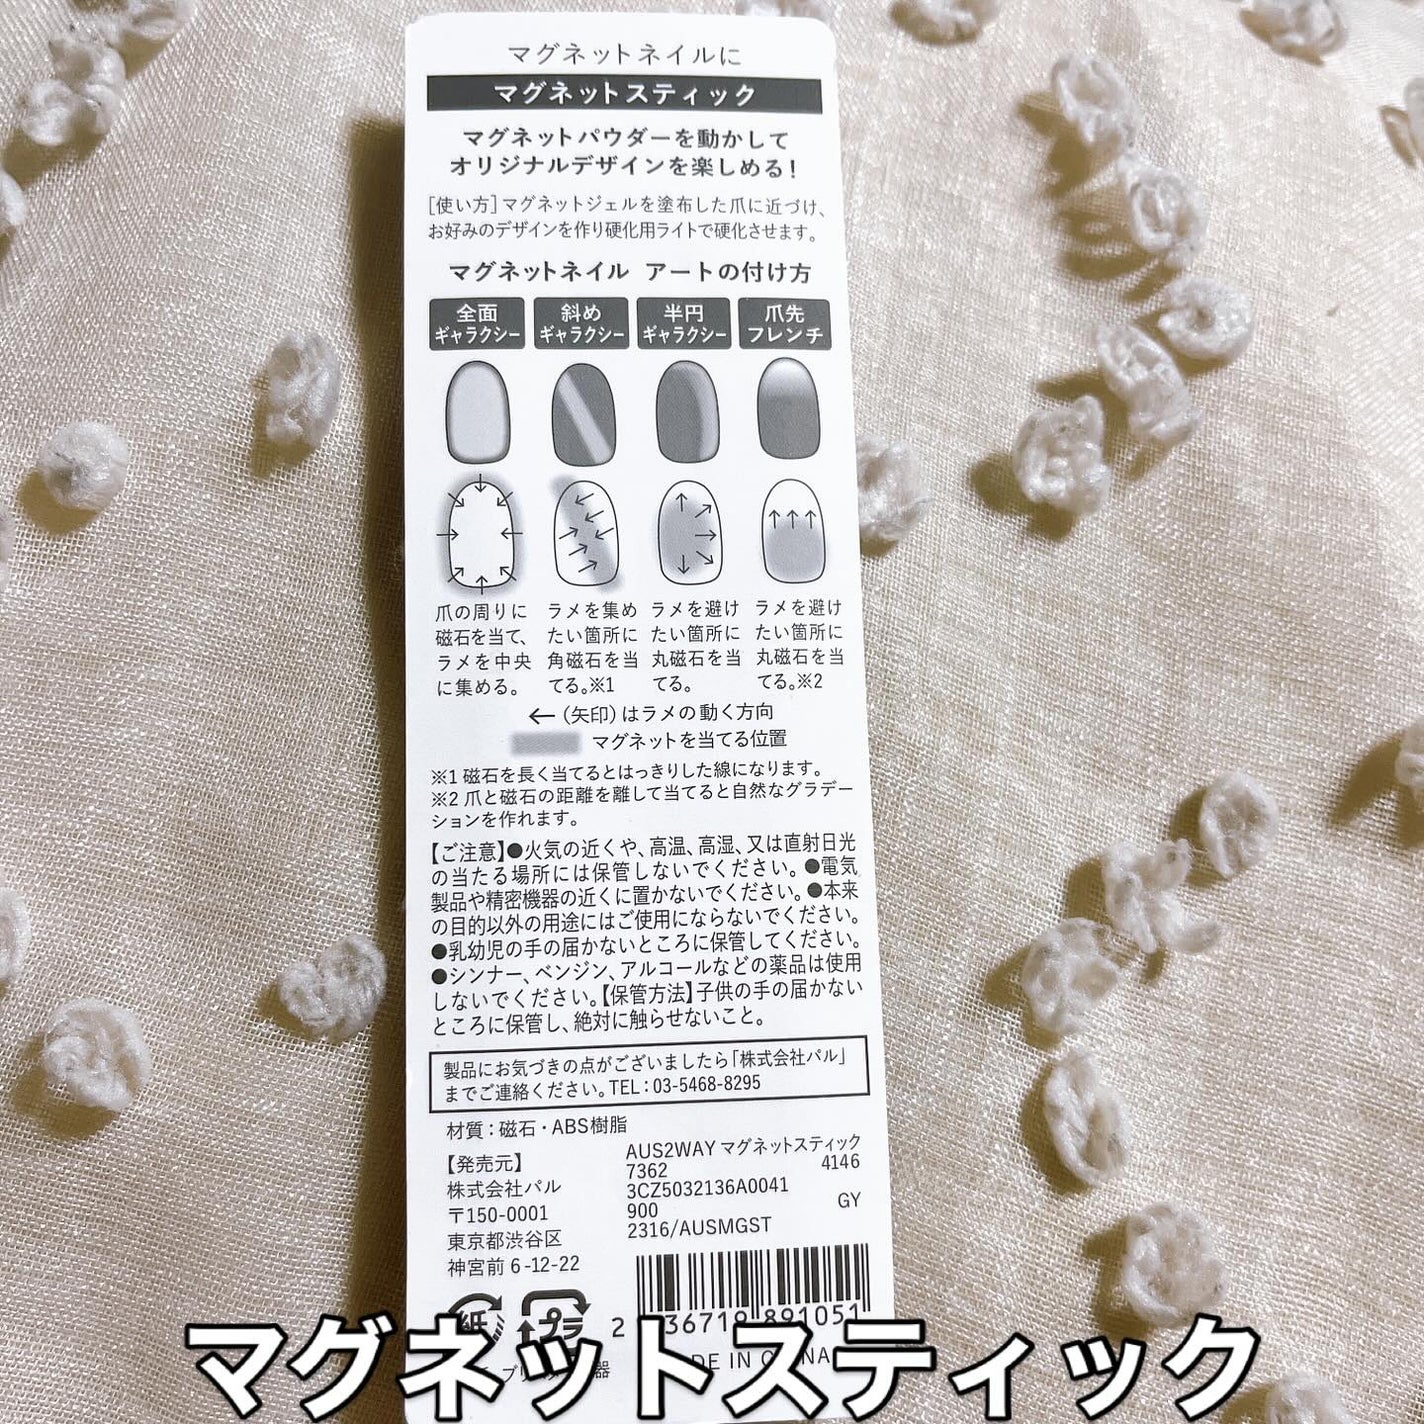 マグネットネイルに
マグネットスティック
マグネットパウダーを動かして
オリジナルデザインを楽しめる!
[使い方]マグネットジェルを塗布した爪に近づけ、
お好みのデザインを作り硬化用ライトで硬化させます。
マグネットネイル アートの付け方
全面
ギャラクシー
斜め
ギャラクシー
半円
ギャラクシー
爪先
フレンチ
爪の周りに
磁石を当て、
ラメを中央
に集める。
ラメを集め
たい箇所に
角磁石を当
てる。※1
ラメを避け
たい箇所に
丸磁石を当
てる。
ラメを避け
たい箇所に
丸磁石を当
てる。※2
←(矢印)はラメの動く方向
マグネットを当てる位置
※1 磁石を長く当てるとはっきりした線になります。
※2 爪と磁石の距離を離して当てると自然なグラデー
ションを作れます。
【ご注意】●火気の近くや、高温、高湿、又は直射日光
の当たる場所には保管しないでください。●電気
製品や精密機器の近くに置かないでください。●本来
の目的以外の用途にはご使用にならないでください。
●乳幼児の手の届かないところに保管してください。
●シンナー、ベンジン、アルコールなどの薬品は使用
しないでください。【保管方法】子供の手の届かない
ところに保管し、絶対に触らせないこと。
製品にお気づきの点がございましたら「株式会社パル」
までご連絡ください。TEL:03-5468-8295
材質:磁石・ABS樹脂
【発売元】
株式会社パル
〒150-0001
東京都渋谷区
神宮前 6-12-22
AUS2WAY マグネットスティック
7362 4146
3CZ5032136A0041
900 GY
2316/AUSMGST
紙
プラ
マグネットスティック